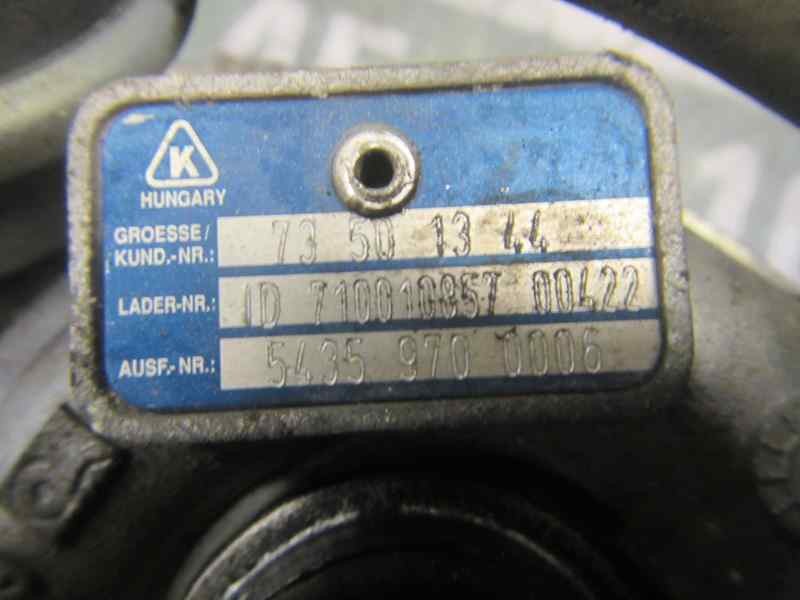 K
HUNGARY
GROESSE/
KUND.-NR.: 73 50 13 44
LADER-NR.: ID 710010857 00422
AUSF.-NR.: 5435 970 0006